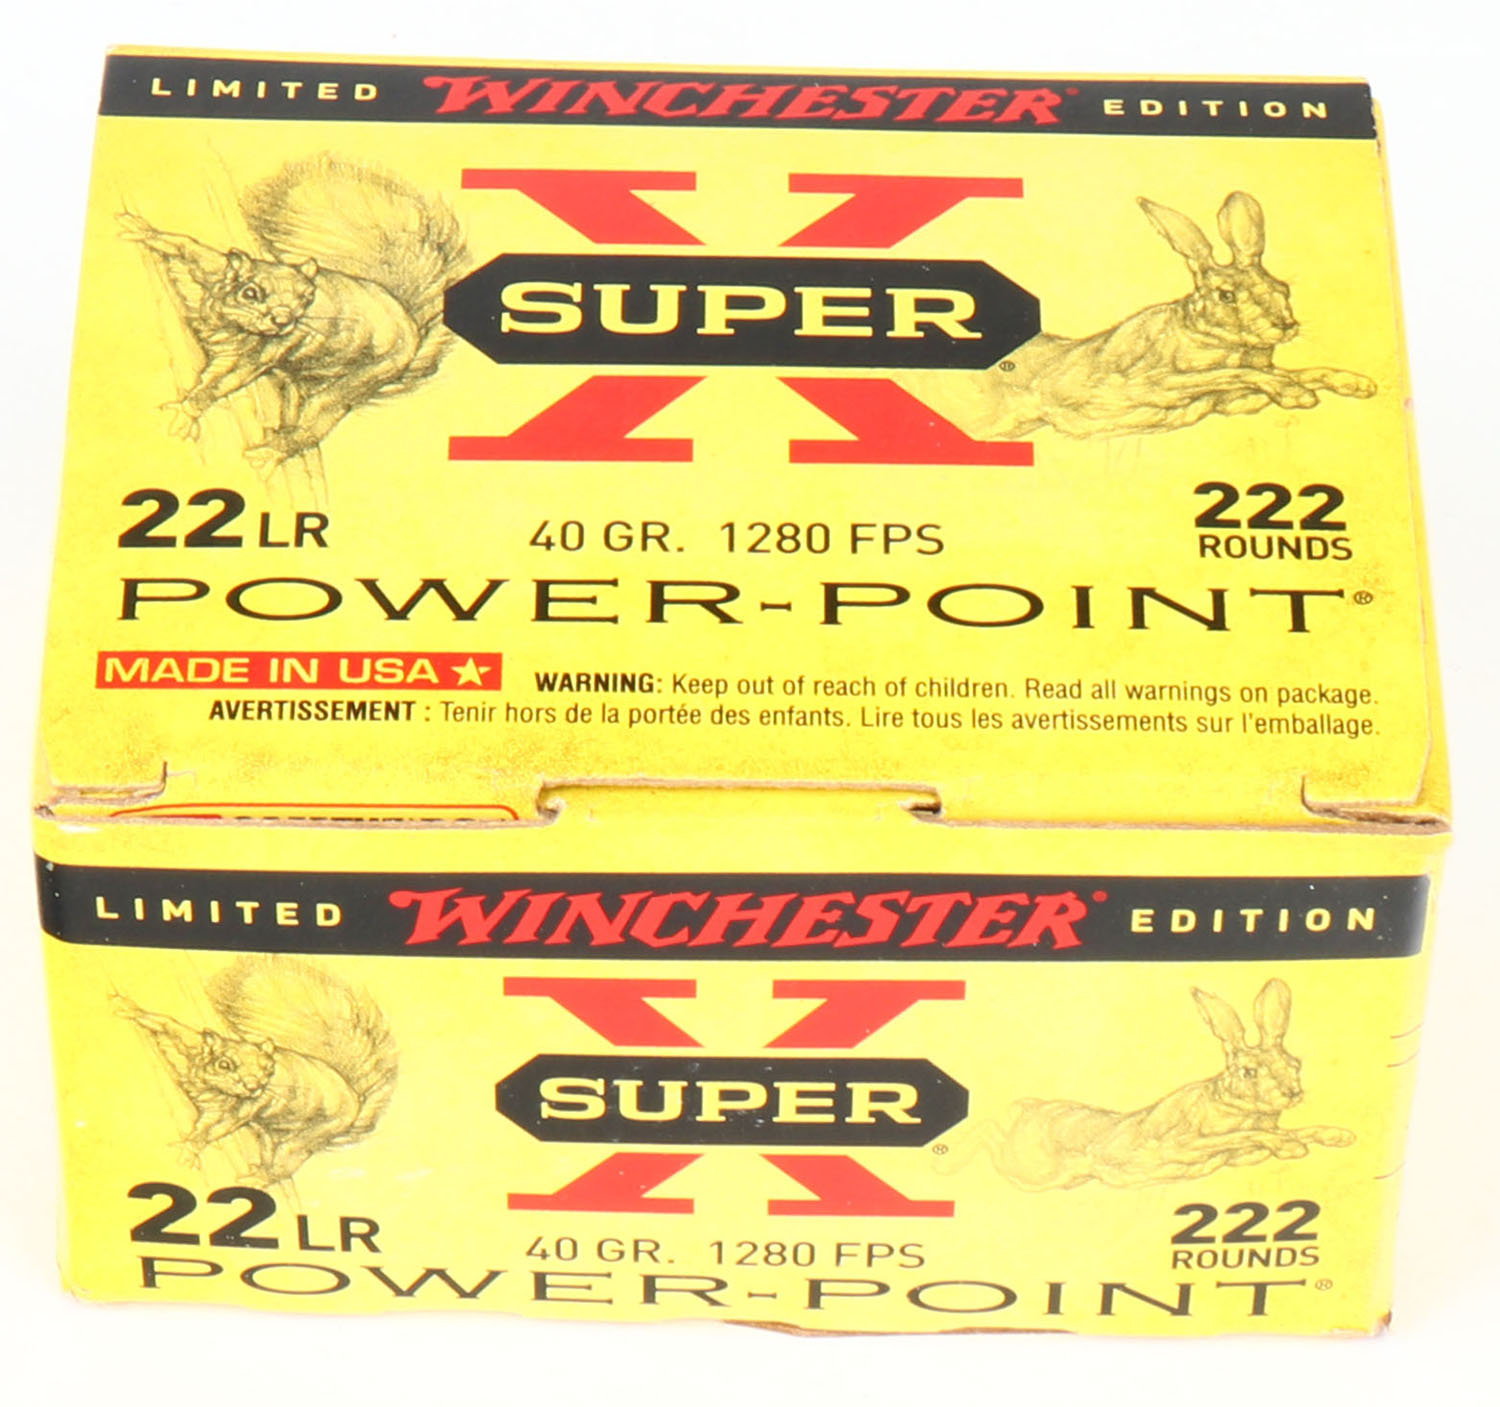 LIMITED WINCHESTER® EDITION
X
SUPER®
22 LR 40 GR. 1280 FPS 222 ROUNDS
POWER-POINT®
MADE IN USA ★
WARNING: Keep out of reach of children. Read all warnings on package.
AVERTISSEMENT : Tenir hors de la portée des enfants. Lire tous les avertissements sur l'emballage.
LIMITED WINCHESTER® EDITION
X
SUPER®
22 LR 40 GR. 1280 FPS 222 ROUNDS
POWER-POINT®